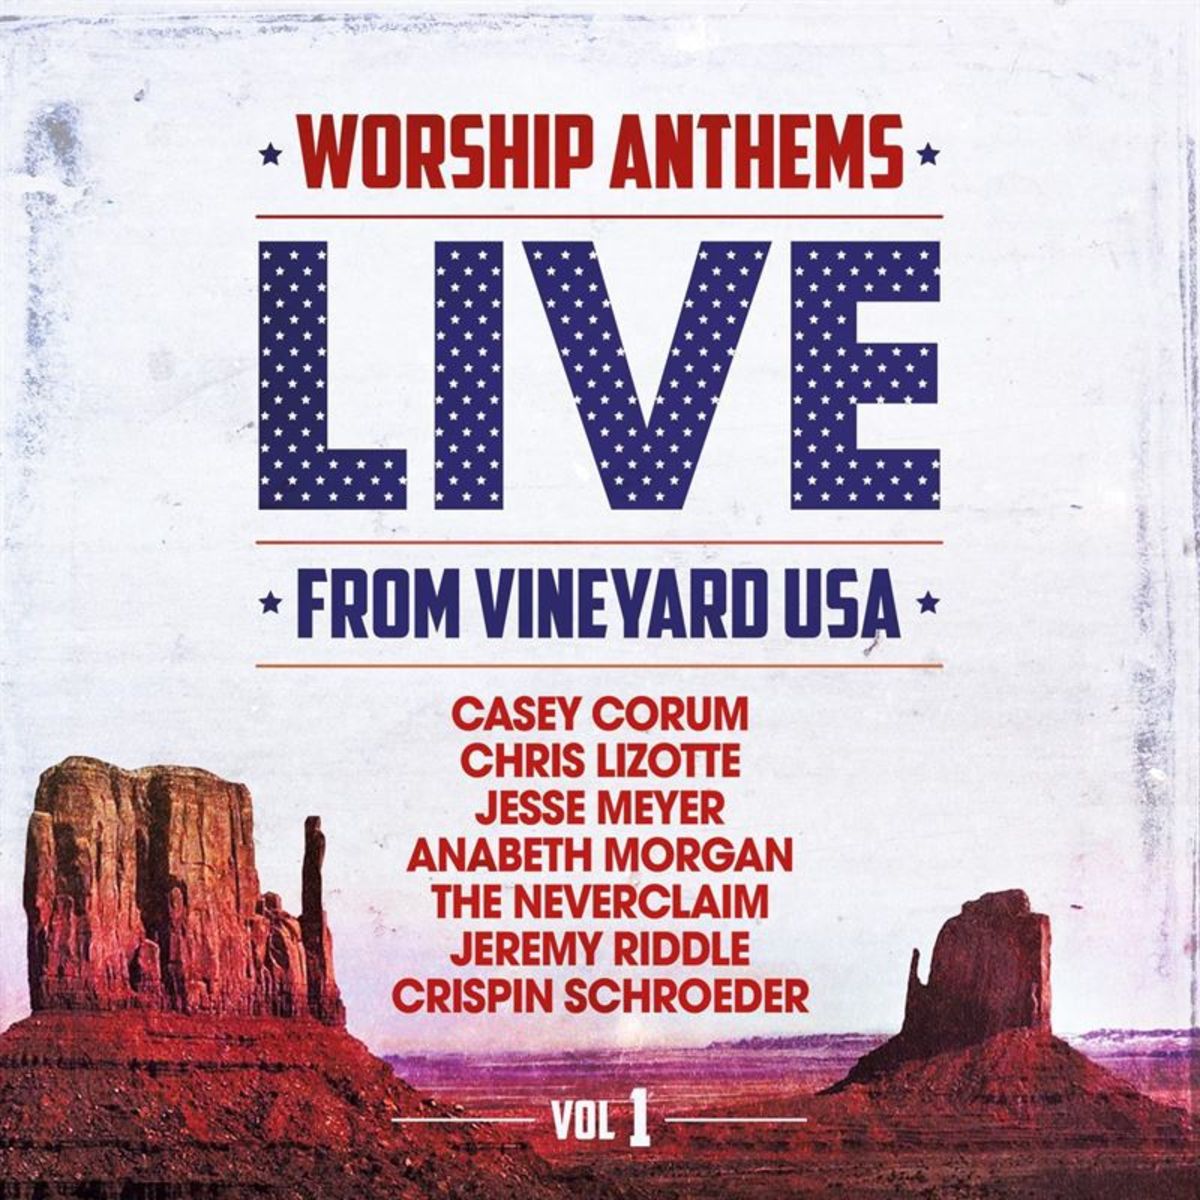 WORSHIP ANTHEMS
LIVE
FROM VINEYARD USA
CASEY CORUM
CHRIS LIZOTTE
JESSE MEYER
ANABETH MORGAN
THE NEVERCLAIM
JEREMY RIDDLE
CRISPIN SCHROEDER
VOL 1